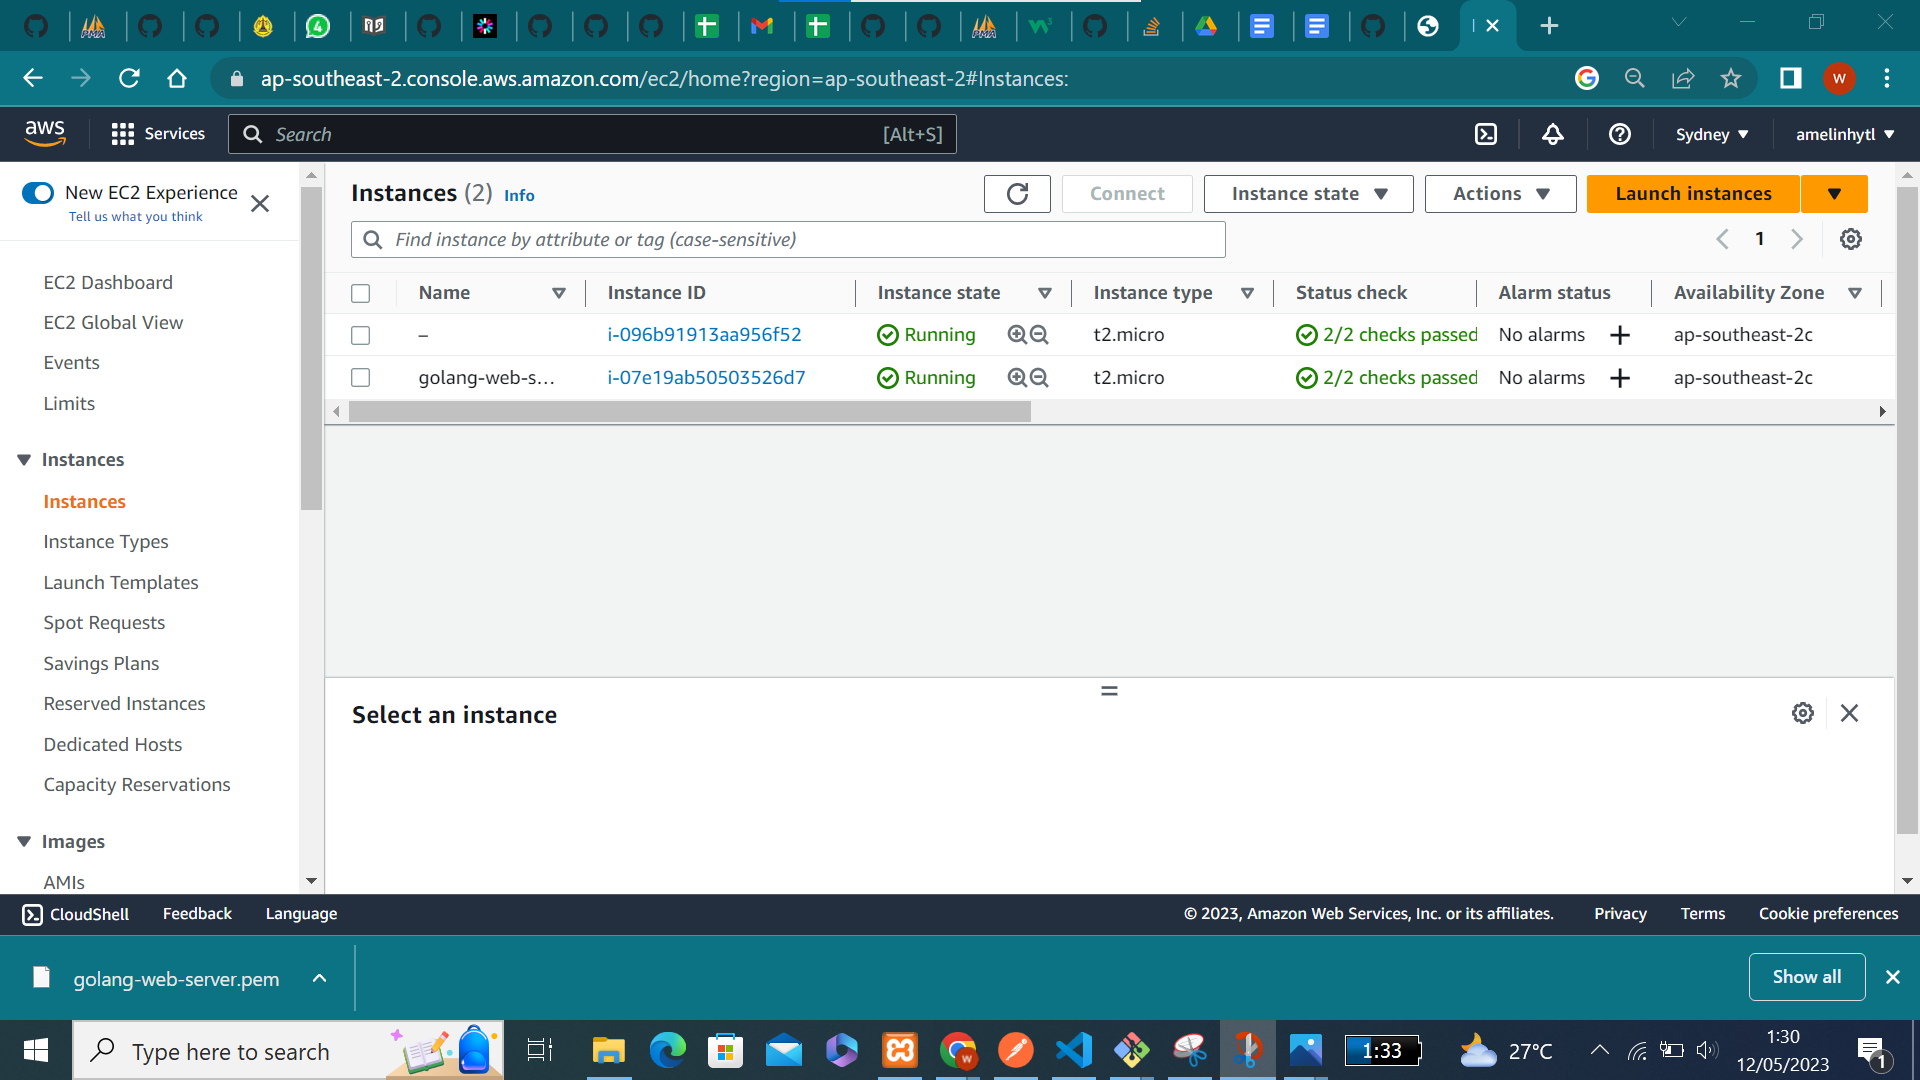 ap-southeast-2.console.aws.amazon.com/ec2/home?region=ap-southeast-2#Instances:
W
aws
Services
Search
[Alt+S]
Sydney
amelinhytl
New EC2 Experience
Tell us what you think
EC2 Dashboard
EC2 Global View
Events
Limits
Instances
Instances
Instance Types
Launch Templates
Spot Requests
Savings Plans
Reserved Instances
Dedicated Hosts
Capacity Reservations
Images
AMIs
Instances (2) Info
Connect
Instance state
Actions
Launch instances
Find instance by attribute or tag (case-sensitive)
1
Name Instance ID Instance state Instance type Status check Alarm status Availability Zone
– i-096b91913aa956f52 Running t2.micro 2/2 checks passed No alarms + ap-southeast-2c
golang-web-s... i-07e19ab50503526d7 Running t2.micro 2/2 checks passed No alarms + ap-southeast-2c
Select an instance
CloudShell Feedback Language
© 2023, Amazon Web Services, Inc. or its affiliates. Privacy Terms Cookie preferences
golang-web-server.pem
Show all
Type here to search
1:33
27°C
1:30
12/05/2023
1